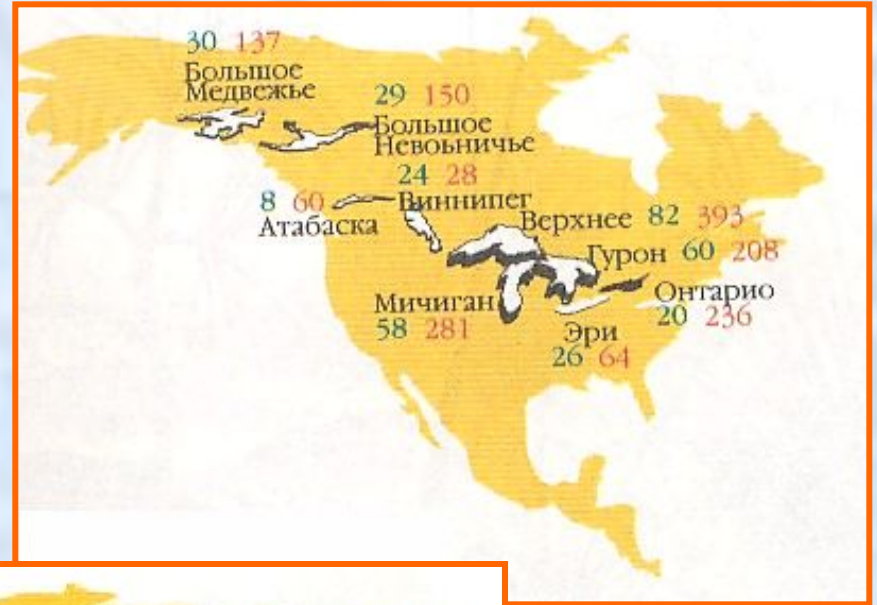 30 137
Большое
Медвежье
29 150
Большое
Невоьничье
24 28
Виннипег
8 60
Атабаска
Верхнее 82 393
Гурон 60 208
Онтарио
20 236
Мичиган
58 281
Эри
26 64